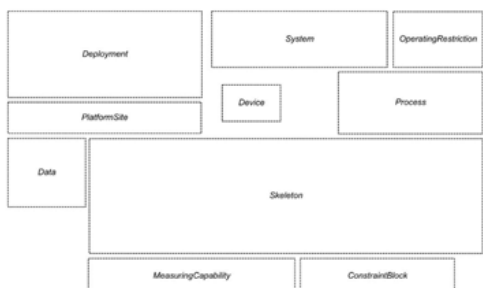 Deployment
System
OperatingRestriction
Device
Process
PlatformSite
Data
Skeleton
MeasuringCapability
ConstraintBlock